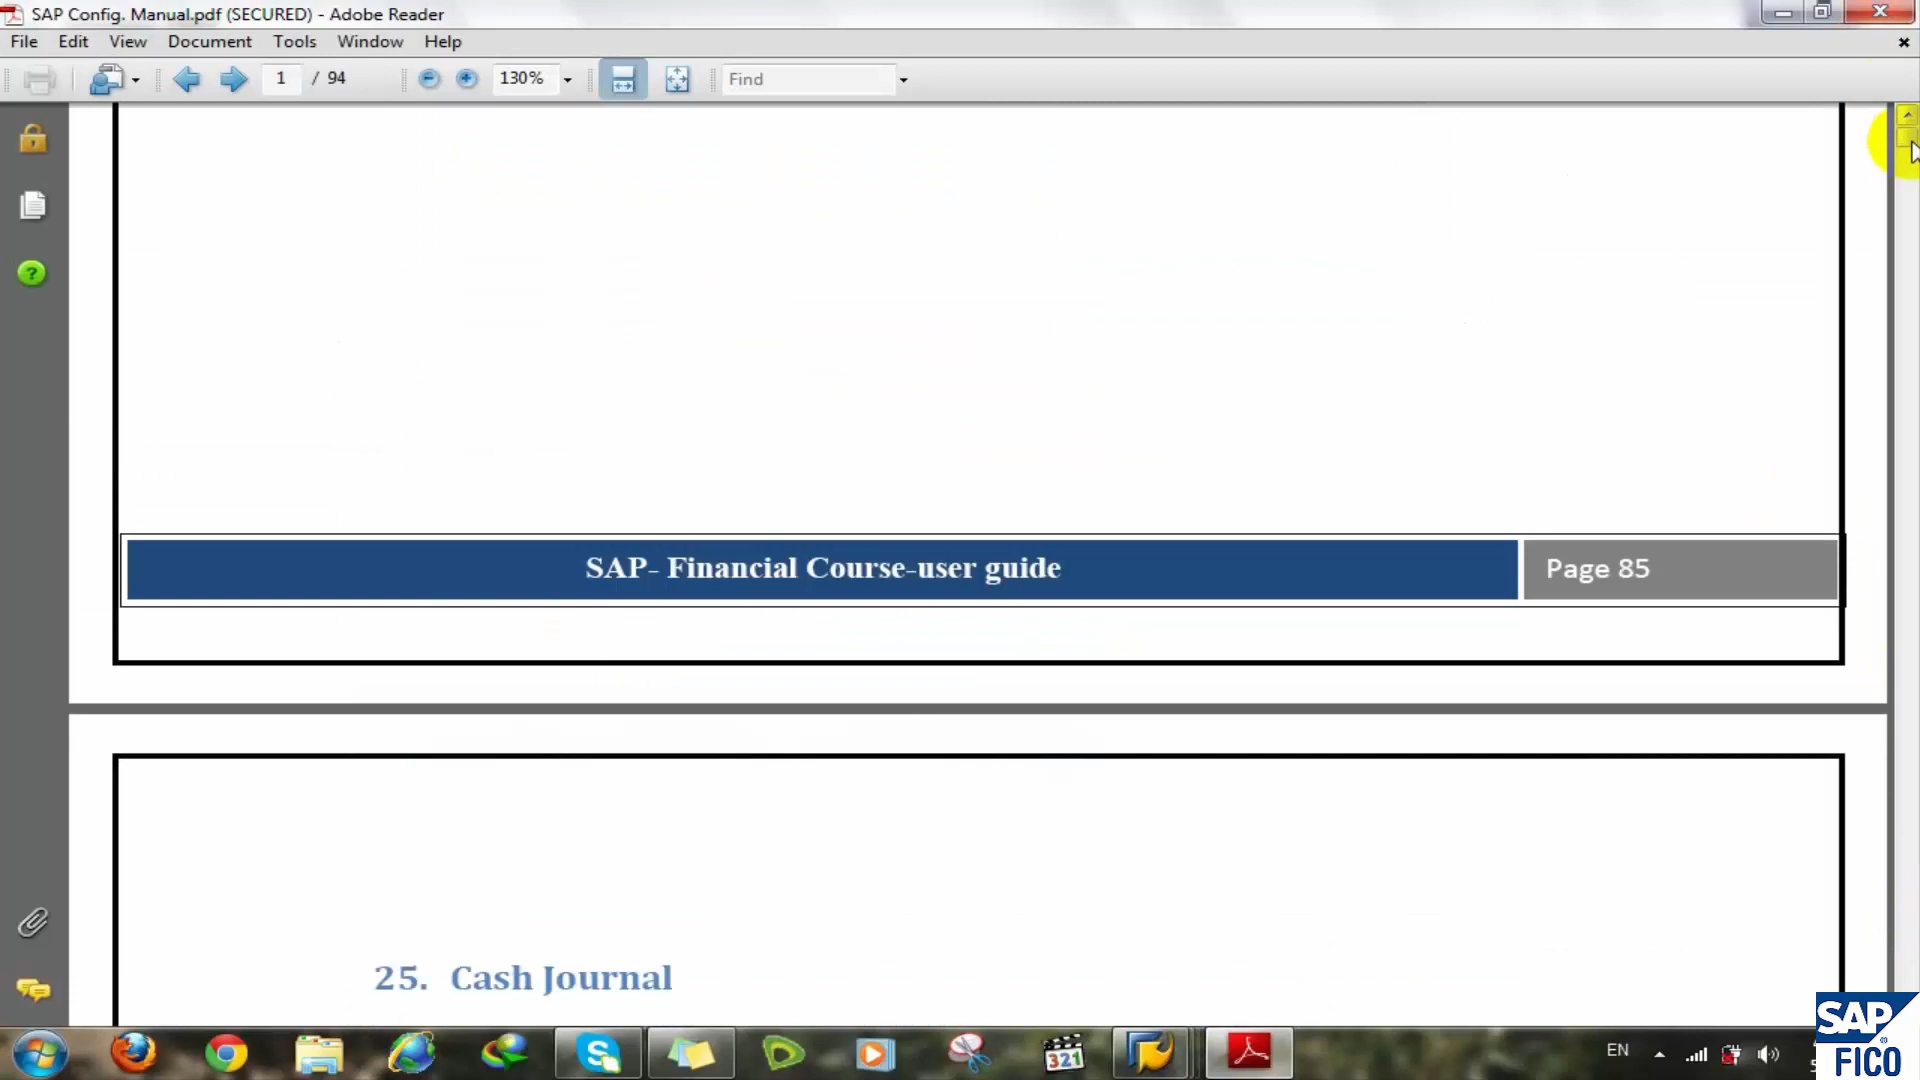 SAP Config. Manual.pdf (SECURED) - Adobe Reader
File Edit View Document Tools Window Help
1 / 94 130% Find
SAP- Financial Course-user guide Page 85
25. Cash Journal
321
EN
SAP
FICO